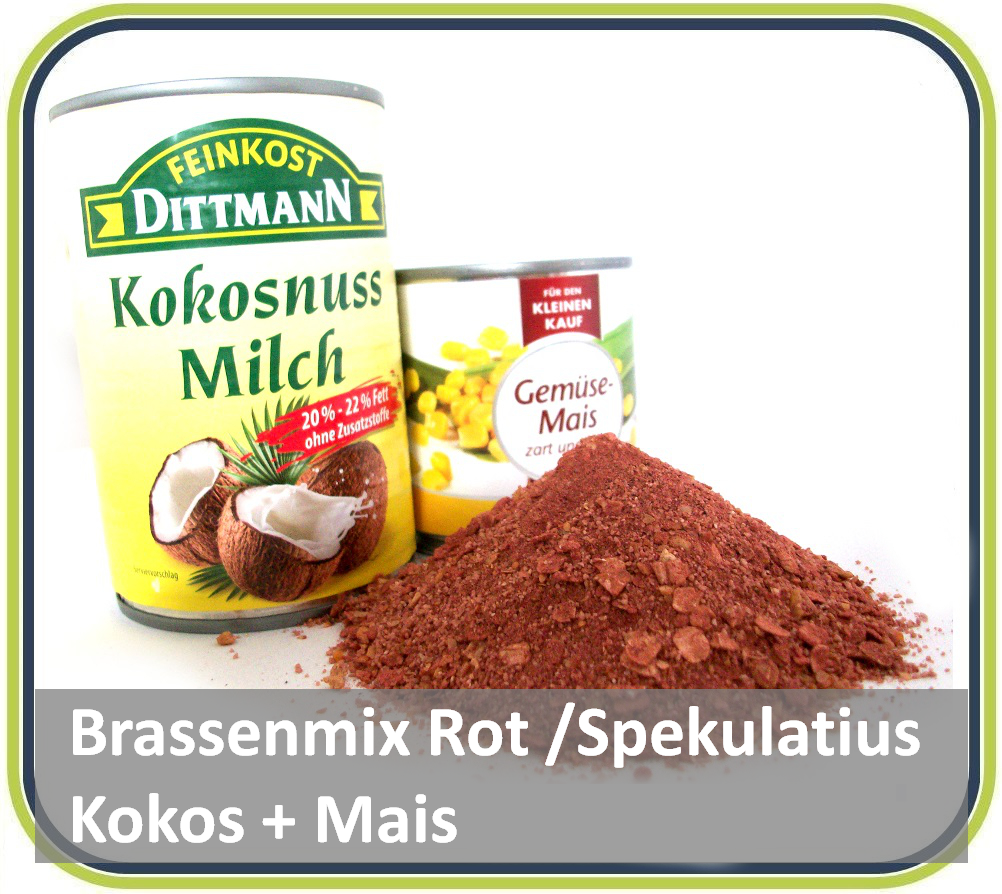 FEINKOST
DITTMANN
Kokosnuss
Milch
20 % - 22 % Fett
ohne Zusatzstoffe
FÜR DEN
KLEINEN
KAUF
Gemüse-
Mais
zart
Brassenmix Rot /Spekulatius
Kokos + Mais